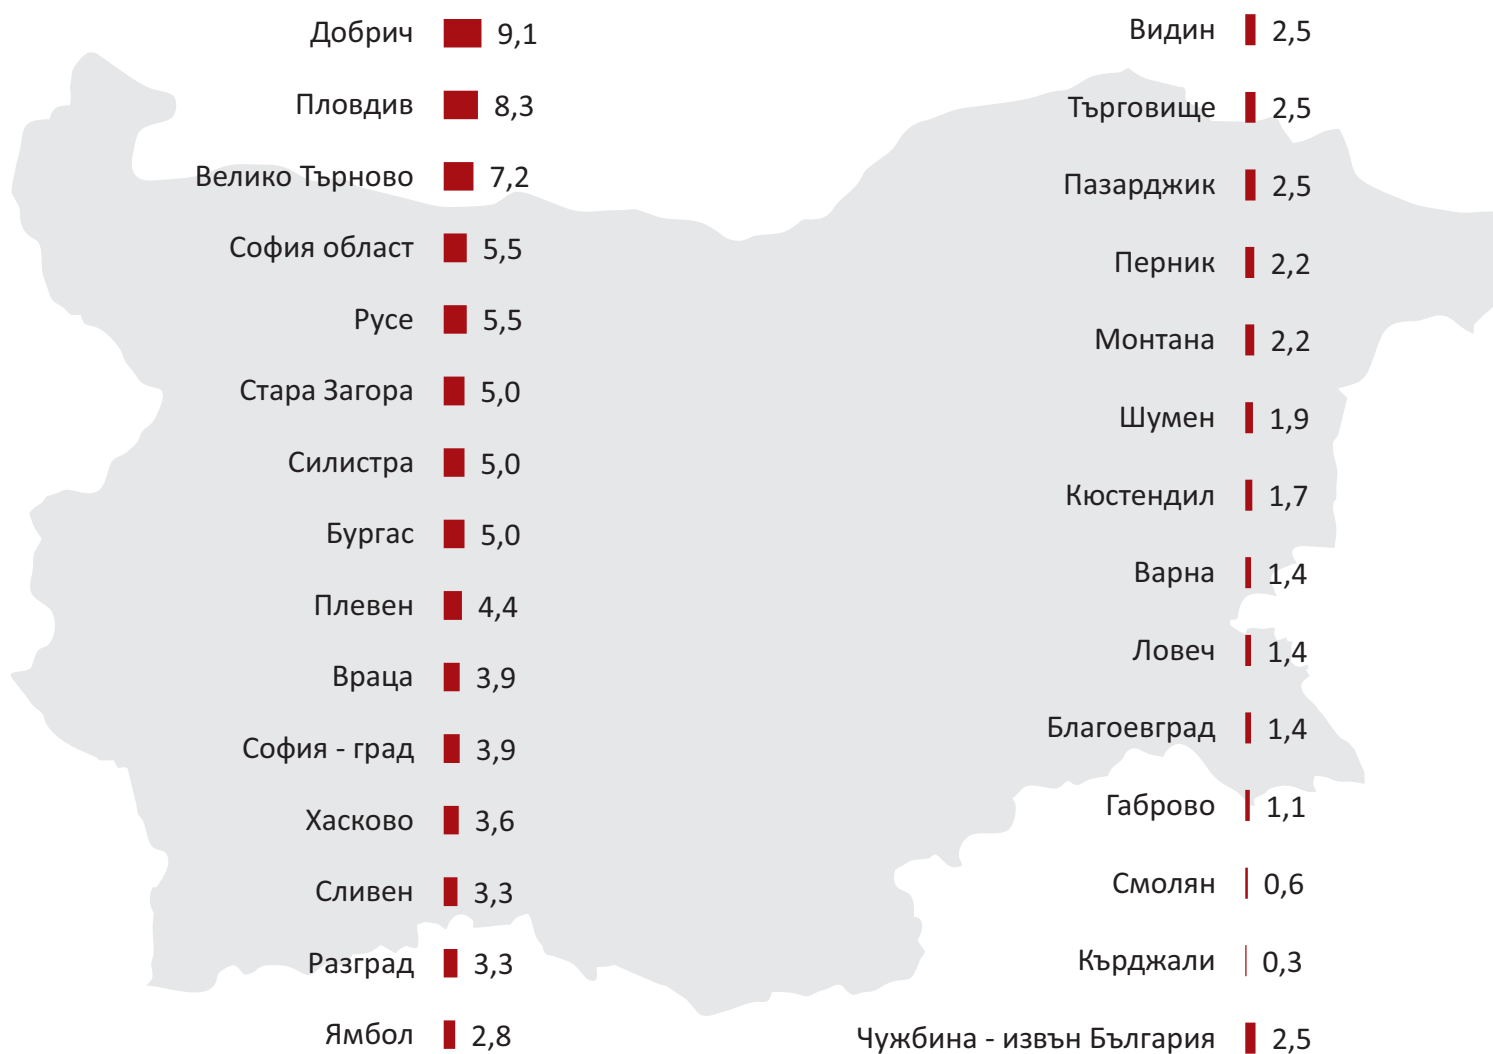 Добрич 9,1
Пловдив 8,3
Велико Търново 7,2
София област 5,5
Русе 5,5
Стара Загора 5,0
Силистра 5,0
Бургас 5,0
Плевен 4,4
Враца 3,9
София - град 3,9
Хасково 3,6
Сливен 3,3
Разград 3,3
Ямбол 2,8
Видин 2,5
Търговище 2,5
Пазарджик 2,5
Перник 2,2
Монтана 2,2
Шумен 1,9
Кюстендил 1,7
Варна 1,4
Ловеч 1,4
Благоевград 1,4
Габрово 1,1
Смолян 0,6
Кърджали 0,3
Чужбина - извън България 2,5